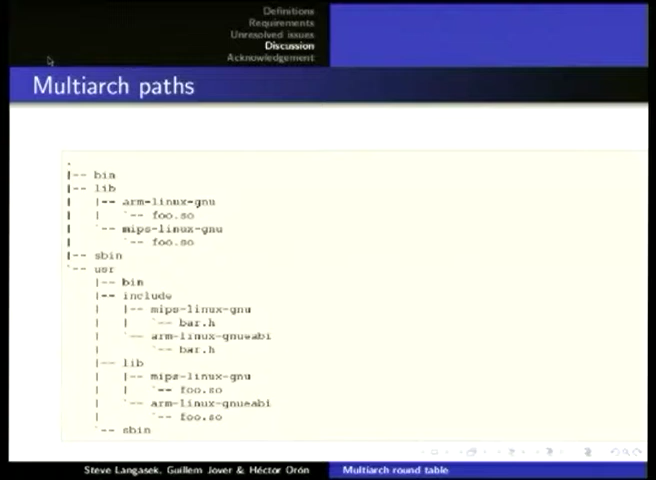 Definitions
Requirements
Unresolved issues
Discussion
Acknowledgement
Multiarch paths
.
|-- bin
|-- lib
|   |-- arm-linux-gnu
|   |   `-- foo.so
|   `-- mips-linux-gnu
|       `-- foo.so
|-- sbin
`-- usr
    |-- bin
    |-- include
    |   |-- mips-linux-gnu
    |   |   `-- bar.h
    |   `-- arm-linux-gnueabi
    |       `-- bar.h
    |-- lib
    |   |-- mips-linux-gnu
    |   |   `-- foo.so
    |   `-- arm-linux-gnueabi
    |       `-- foo.so
    `-- sbin
Steve Langasek, Guillem Jover & Héctor Orón
Multiarch round table